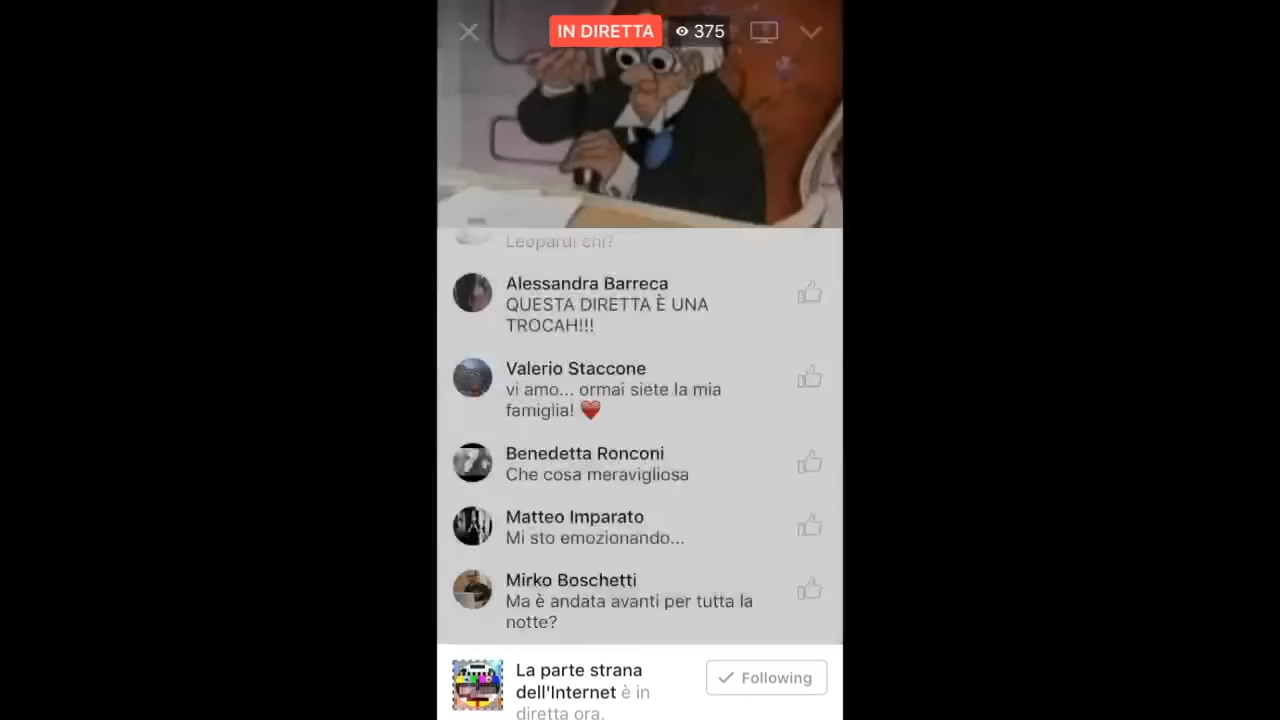 IN DIRETTA
375
Leopardi chi?
Alessandra Barreca
QUESTA DIRETTA È UNA
TROCAH!!!
Valerio Staccone
vi amo... ormai siete la mia
famiglia! ❤️
Benedetta Ronconi
Che cosa meravigliosa
Matteo Imparato
Mi sto emozionando...
Mirko Boschetti
Ma è andata avanti per tutta la
notte?
La parte strana
dell'Internet è in
diretta ora.
Following